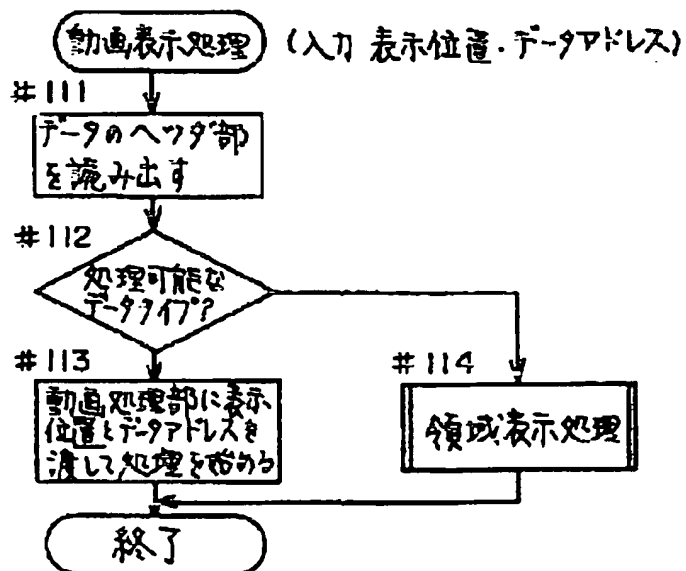 動画表示処理 (入力 表示位置・データアドレス)
#111
データのヘッダ部
を読み出す
#112
処理可能な
データタイプ?
#113
#114
動画処理部に表示
位置とデータアドレスを
渡して処理を始める
領域表示処理
終了